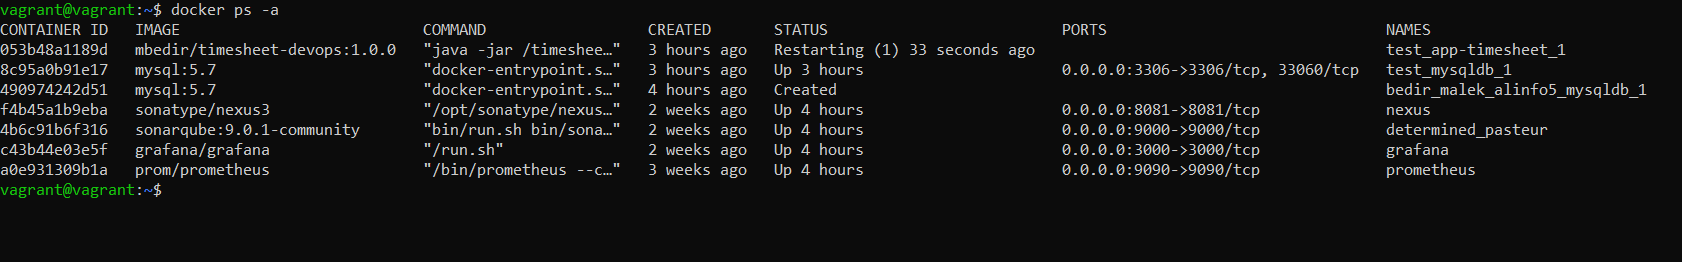 vagrant@vagrant:~$ docker ps -a
CONTAINER ID   IMAGE                          COMMAND                  CREATED       STATUS                          PORTS                               NAMES
053b48a1189d   mbedir/timesheet-devops:1.0.0   "java -jar /timeshee…"   3 hours ago   Restarting (1) 33 seconds ago                                       test_app-timesheet_1
8c95a0b91e17   mysql:5.7                       "docker-entrypoint.s…"   3 hours ago   Up 3 hours                      0.0.0.0:3306->3306/tcp, 33060/tcp   test_mysqldb_1
490974242d51   mysql:5.7                       "docker-entrypoint.s…"   4 hours ago   Created                                                             bedir_malek_alinfo5_mysqldb_1
f4b45a1b9eba   sonatype/nexus3                 "/opt/sonatype/nexus…"   2 weeks ago   Up 4 hours                      0.0.0.0:8081->8081/tcp              nexus
4b6c91b6f316   sonarqube:9.0.1-community       "bin/run.sh bin/sona…"   2 weeks ago   Up 4 hours                      0.0.0.0:9000->9000/tcp              determined_pasteur
c43b44e03e5f   grafana/grafana                 "/run.sh"                2 weeks ago   Up 4 hours                      0.0.0.0:3000->3000/tcp              grafana
a0e931309b1a   prom/prometheus                 "/bin/prometheus --c…"   3 weeks ago   Up 4 hours                      0.0.0.0:9090->9090/tcp              prometheus
vagrant@vagrant:~$